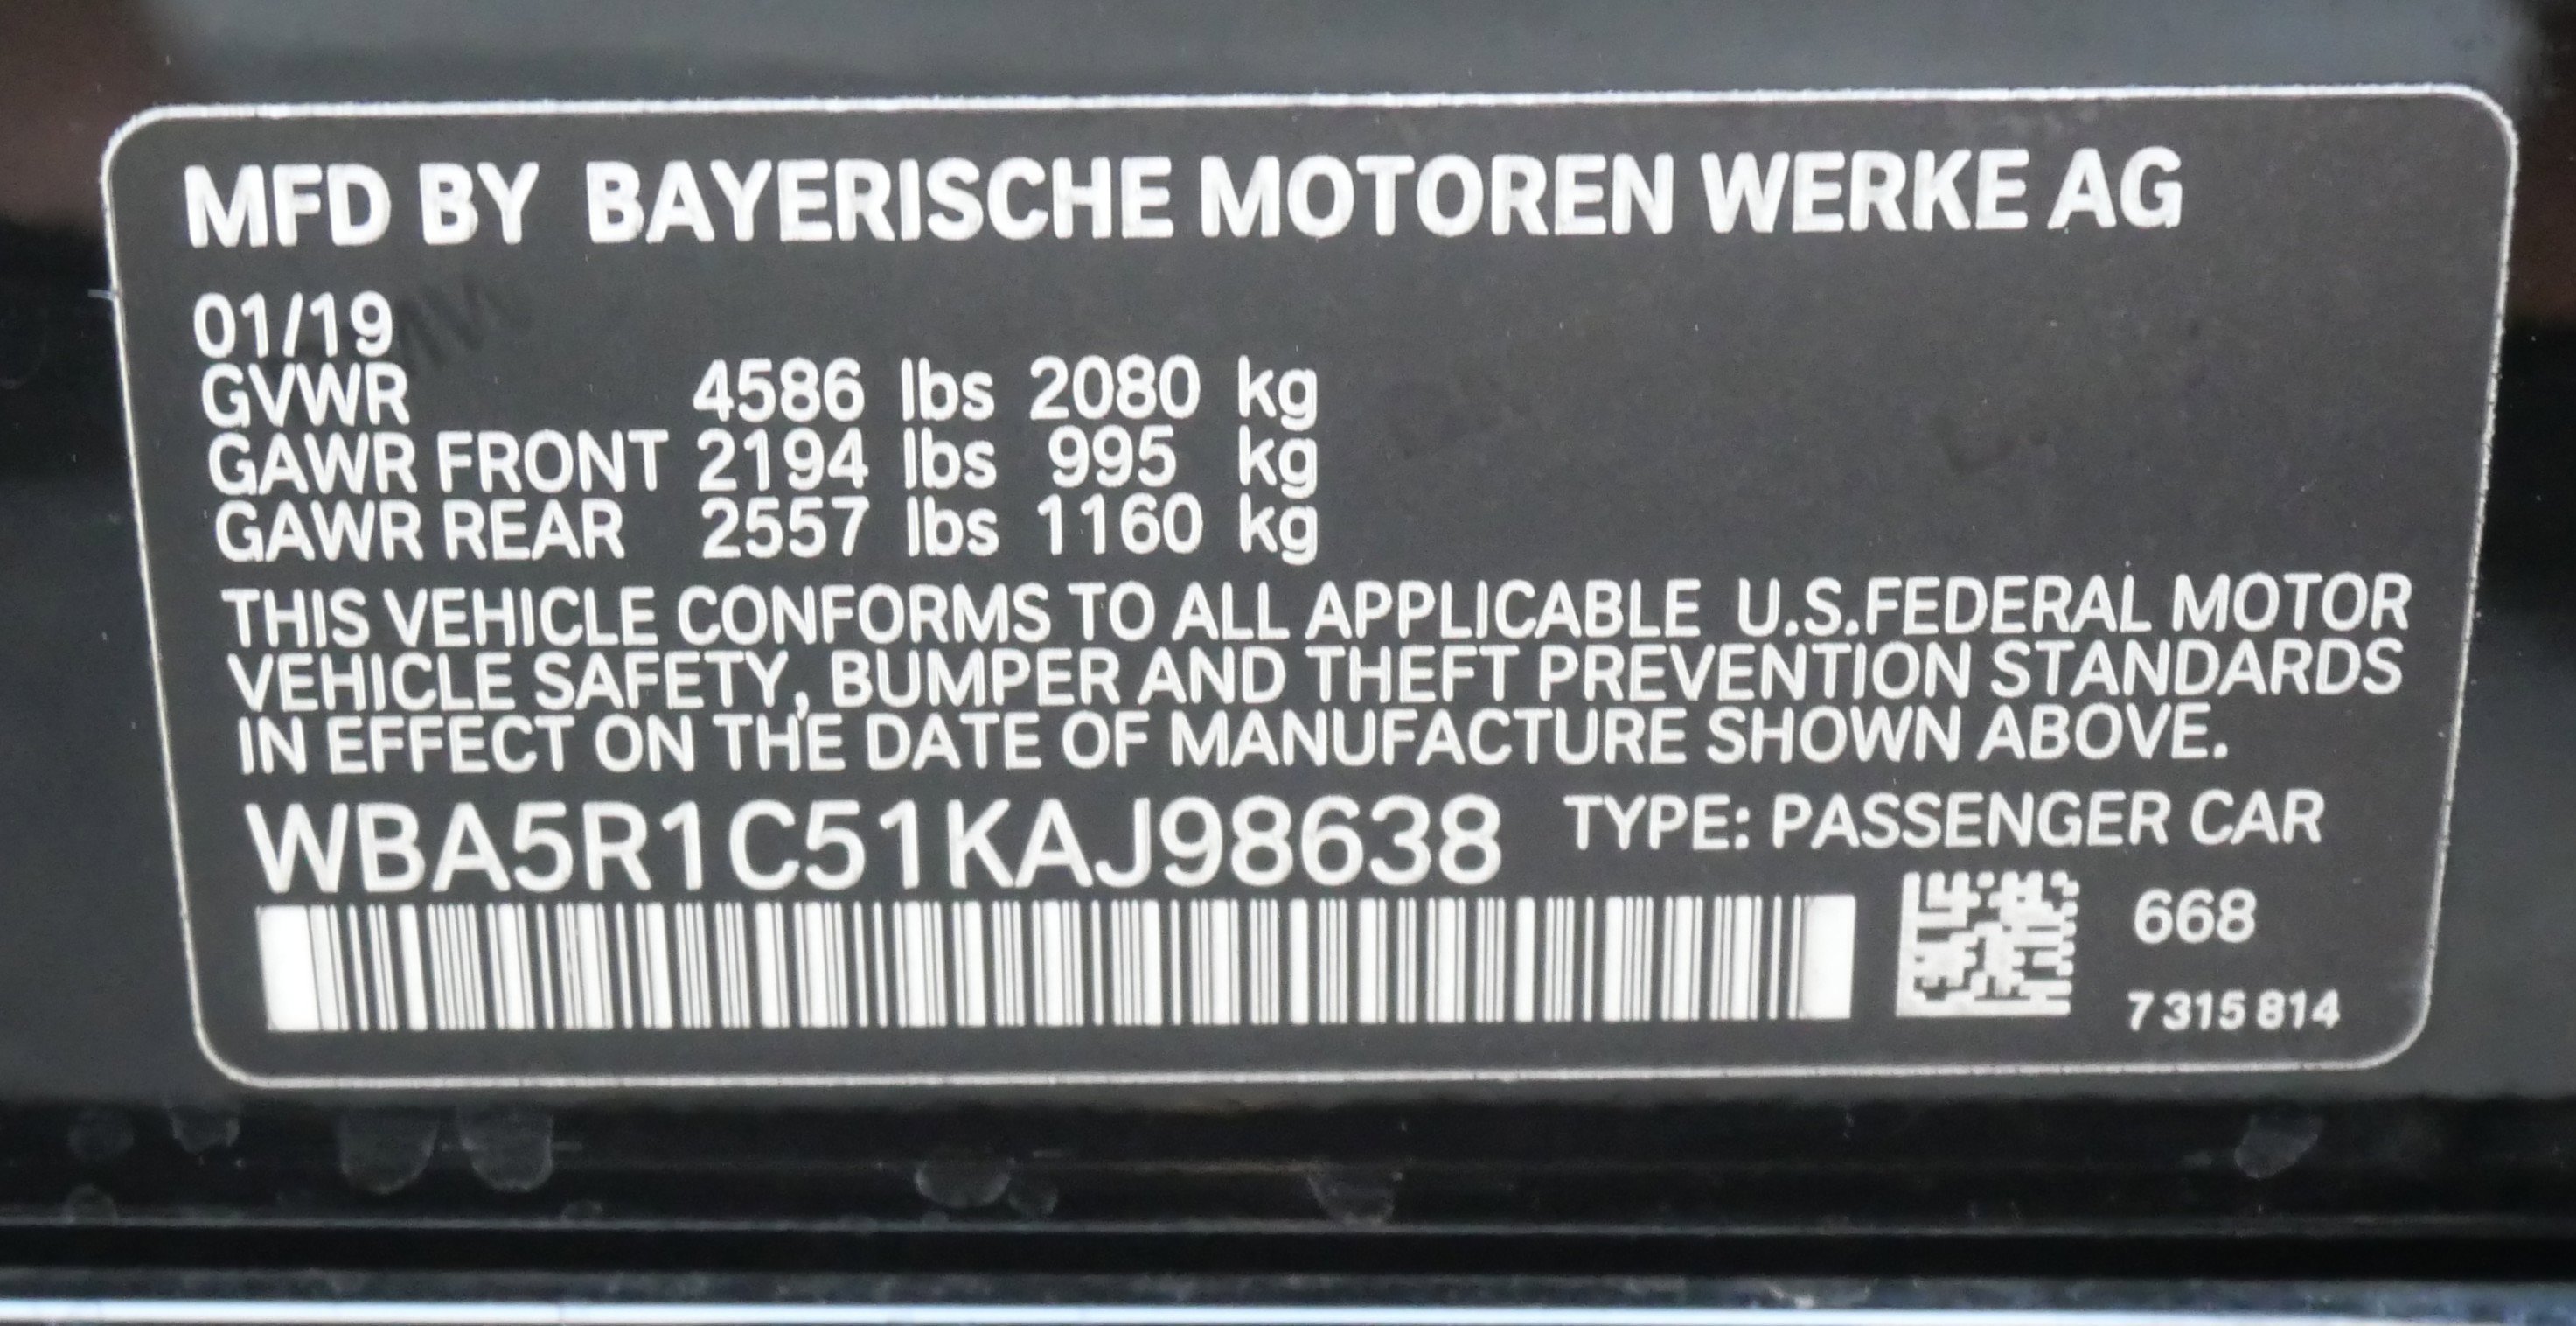 MFD BY BAYERISCHE MOTOREN WERKE AG
01/19
GVWR 4586 lbs 2080 kg
GAWR FRONT 2194 lbs 995 kg
GAWR REAR 2557 lbs 1160 kg
THIS VEHICLE CONFORMS TO ALL APPLICABLE U.S.FEDERAL MOTOR
VEHICLE SAFETY, BUMPER AND THEFT PREVENTION STANDARDS
IN EFFECT ON THE DATE OF MANUFACTURE SHOWN ABOVE.
WBA5R1C51KAJ98638 TYPE: PASSENGER CAR
668
7 315 814